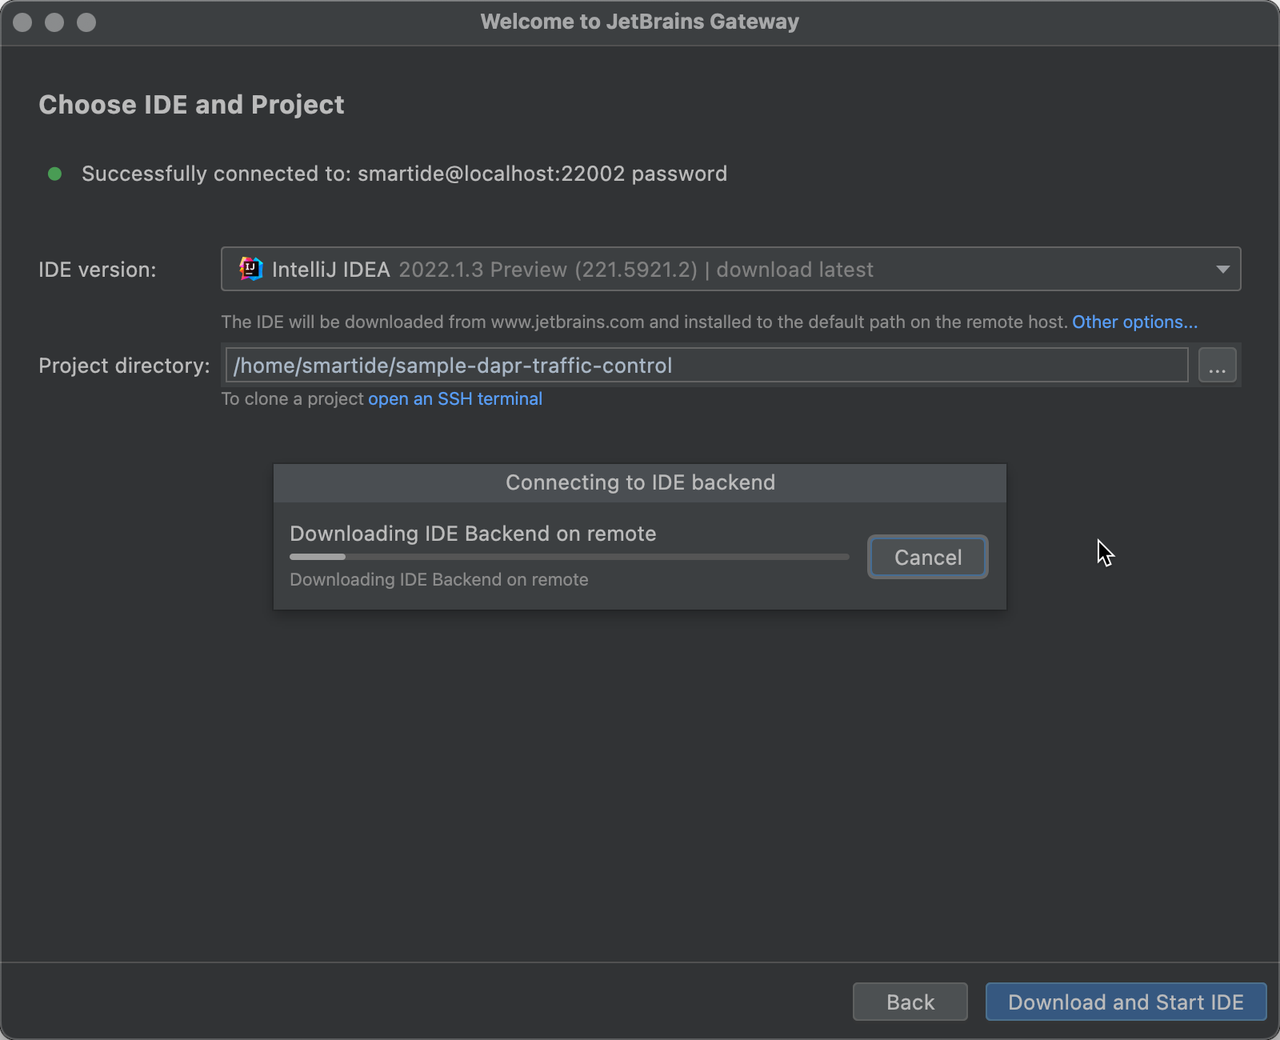 Welcome to JetBrains Gateway
Choose IDE and Project
Successfully connected to: smartide@localhost:22002 password
IDE version: IntelliJ IDEA 2022.1.3 Preview (221.5921.2) | download latest
The IDE will be downloaded from www.jetbrains.com and installed to the default path on the remote host. Other options...
Project directory: /home/smartide/sample-dapr-traffic-control ...
To clone a project open an SSH terminal
Connecting to IDE backend
Downloading IDE Backend on remote
Cancel
Downloading IDE Backend on remote
Back Download and Start IDE